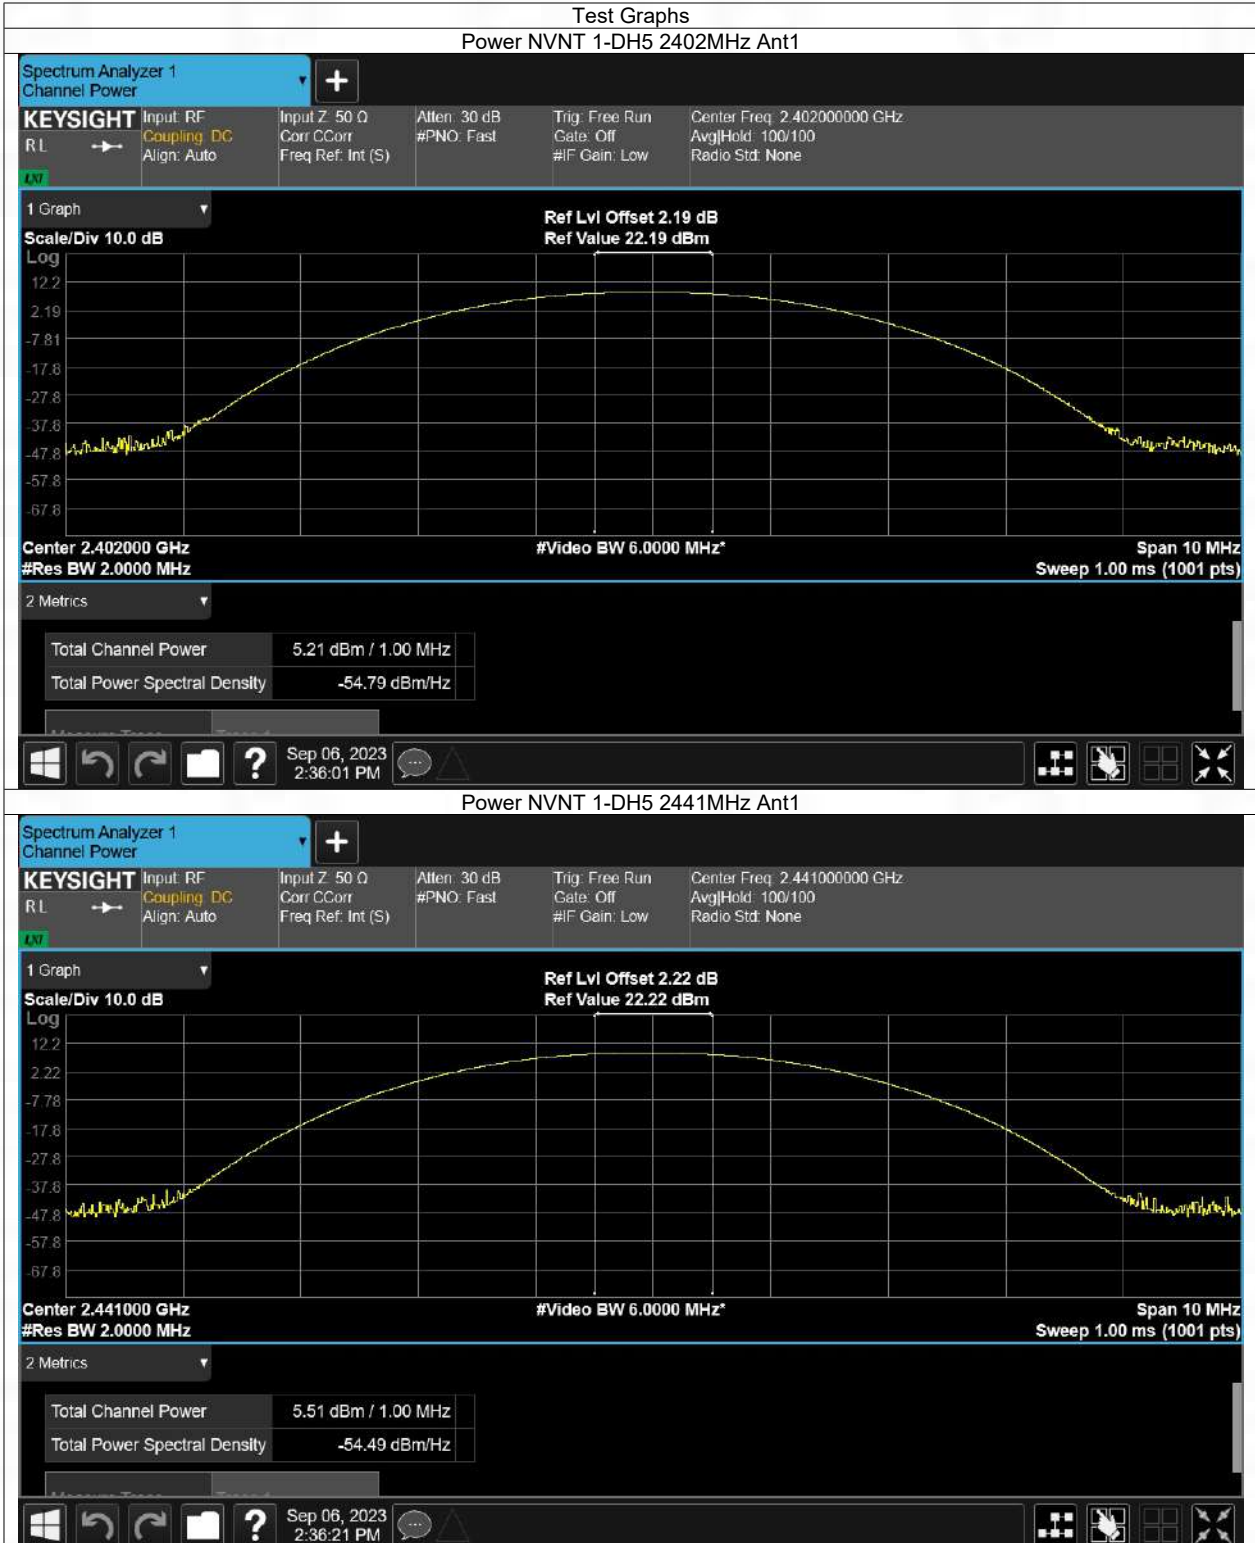 Test Graphs
Power NVNT 1-DH5 2402MHz Ant1
Spectrum Analyzer 1
Channel Power
KEYSIGHT Input: RF Input Z: 50 Ω Atten: 30 dB Trig: Free Run Center Freq: 2.402000000 GHz
RL Coupling: DC Corr CCorr #PNO: Fast Gate: Off Avg|Hold: 100/100
Align: Auto Freq Ref: Int (S) #IF Gain: Low Radio Std: None
LXI
1 Graph
Ref Lvl Offset 2.19 dB
Scale/Div 10.0 dB Ref Value 22.19 dBm
Log
12.2
2.19
-7.81
-17.8
-27.8
-37.8
-47.8
-57.8
-67.8
Center 2.402000 GHz #Video BW 6.0000 MHz* Span 10 MHz
#Res BW 2.0000 MHz Sweep 1.00 ms (1001 pts)
2 Metrics
Total Channel Power 5.21 dBm / 1.00 MHz
Total Power Spectral Density -54.79 dBm/Hz
? Sep 06, 2023
2:36:01 PM
Power NVNT 1-DH5 2441MHz Ant1
Spectrum Analyzer 1
Channel Power
KEYSIGHT Input: RF Input Z: 50 Ω Atten: 30 dB Trig: Free Run Center Freq: 2.441000000 GHz
RL Coupling: DC Corr CCorr #PNO: Fast Gate: Off Avg|Hold: 100/100
Align: Auto Freq Ref: Int (S) #IF Gain: Low Radio Std: None
LXI
1 Graph
Ref Lvl Offset 2.22 dB
Scale/Div 10.0 dB Ref Value 22.22 dBm
Log
12.2
2.22
-7.78
-17.8
-27.8
-37.8
-47.8
-57.8
-67.8
Center 2.441000 GHz #Video BW 6.0000 MHz* Span 10 MHz
#Res BW 2.0000 MHz Sweep 1.00 ms (1001 pts)
2 Metrics
Total Channel Power 5.51 dBm / 1.00 MHz
Total Power Spectral Density -54.49 dBm/Hz
? Sep 06, 2023
2:36:21 PM